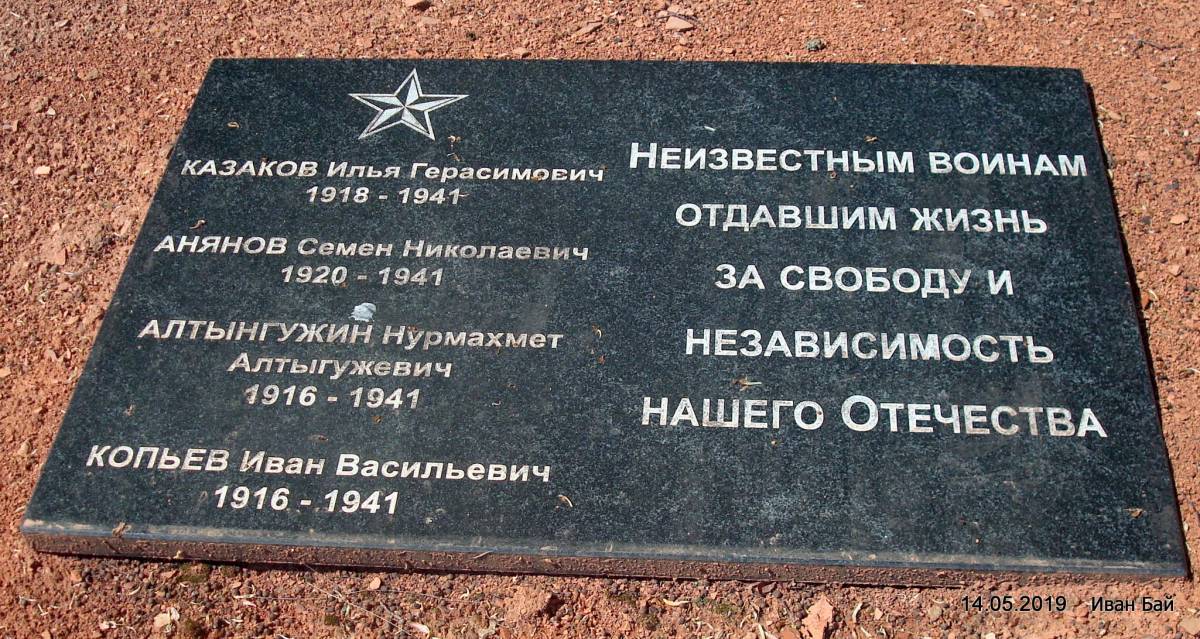 КАЗАКОВ Илья Герасимович
1918 - 1941
АНЯНОВ Семен Николаевич
1920 - 1941
АЛТЫНГУЖИН Нурмахмет
Алтыгужевич
1916 - 1941
КОПЬЕВ Иван Васильевич
1916 - 1941
НЕИЗВЕСТНЫМ ВОИНАМ
ОТДАВШИМ ЖИЗНЬ
ЗА СВОБОДУ И
НЕЗАВИСИМОСТЬ
НАШЕГО ОТЕЧЕСТВА
14.05.2019 Иван Бай